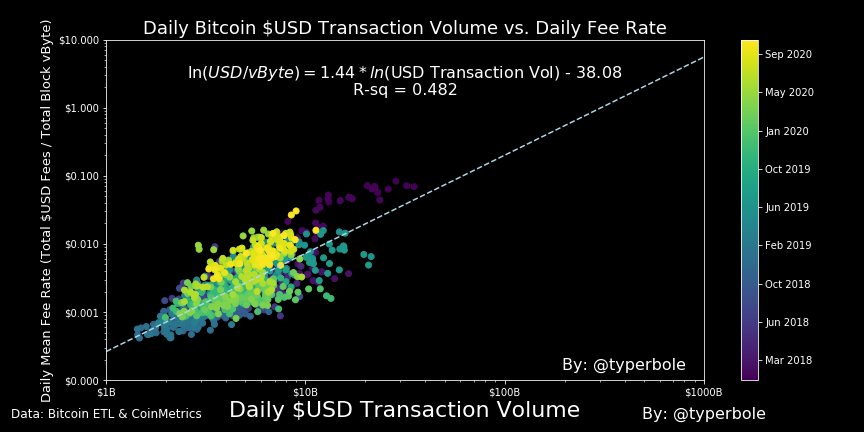 Daily Bitcoin $USD Transaction Volume vs. Daily Fee Rate
Daily Mean Fee Rate (Total $USD Fees / Total Block vByte)
$10.000
$1.000
$0.100
$0.010
$0.001
$0.000
ln(USD/vByte) = 1.44 * ln(USD Transaction Vol) - 38.08
R-sq = 0.482
By: @typerbole
$1B
$10B
$100B
$1000B
Sep 2020
May 2020
Jan 2020
Oct 2019
Jun 2019
Feb 2019
Oct 2018
Jun 2018
Mar 2018
Data: Bitcoin ETL & CoinMetrics
Daily $USD Transaction Volume
By: @typerbole